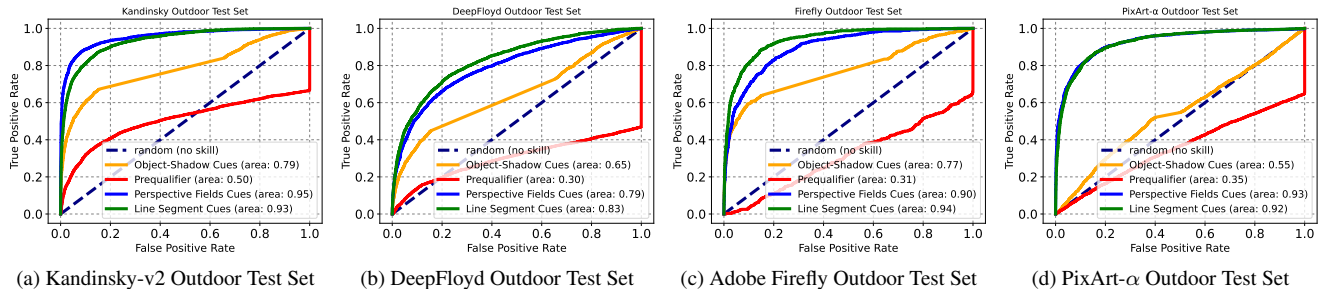 Kandinsky Outdoor Test Set
True Positive Rate
1.0
0.8
0.6
0.4
0.2
0.0
random (no skill)
Object-Shadow Cues (area: 0.79)
Prequalifier (area: 0.50)
Perspective Fields Cues (area: 0.95)
Line Segment Cues (area: 0.93)
0.0 0.2 0.4 0.6 0.8 1.0
False Positive Rate
(a) Kandinsky-v2 Outdoor Test Set
DeepFloyd Outdoor Test Set
True Positive Rate
1.0
0.8
0.6
0.4
0.2
0.0
random (no skill)
Object-Shadow Cues (area: 0.65)
Prequalifier (area: 0.30)
Perspective Fields Cues (area: 0.79)
Line Segment Cues (area: 0.83)
0.0 0.2 0.4 0.6 0.8 1.0
False Positive Rate
(b) DeepFloyd Outdoor Test Set
Firefly Outdoor Test Set
True Positive Rate
1.0
0.8
0.6
0.4
0.2
0.0
random (no skill)
Object-Shadow Cues (area: 0.77)
Prequalifier (area: 0.31)
Perspective Fields Cues (area: 0.90)
Line Segment Cues (area: 0.94)
0.0 0.2 0.4 0.6 0.8 1.0
False Positive Rate
(c) Adobe Firefly Outdoor Test Set
PixArt-α Outdoor Test Set
True Positive Rate
1.0
0.8
0.6
0.4
0.2
0.0
random (no skill)
Object-Shadow Cues (area: 0.55)
Prequalifier (area: 0.35)
Perspective Fields Cues (area: 0.93)
Line Segment Cues (area: 0.92)
0.0 0.2 0.4 0.6 0.8 1.0
False Positive Rate
(d) PixArt-α Outdoor Test Set